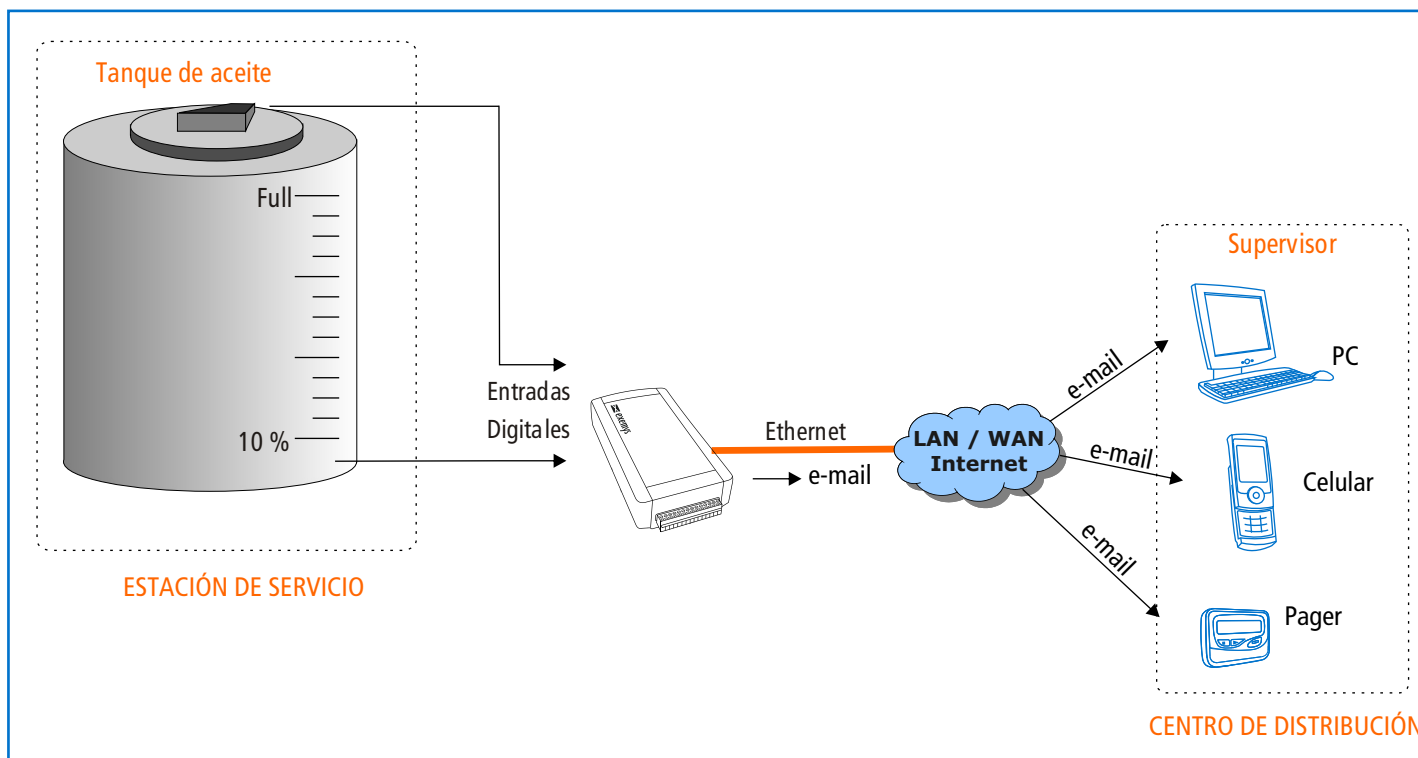 Tanque de aceite
Full
10 %
ESTACIÓN DE SERVICIO
Entradas
Digitales
exemys
Ethernet
e-mail
LAN / WAN
Internet
e-mail
e-mail
e-mail
Supervisor
PC
Celular
Pager
CENTRO DE DISTRIBUCIÓN